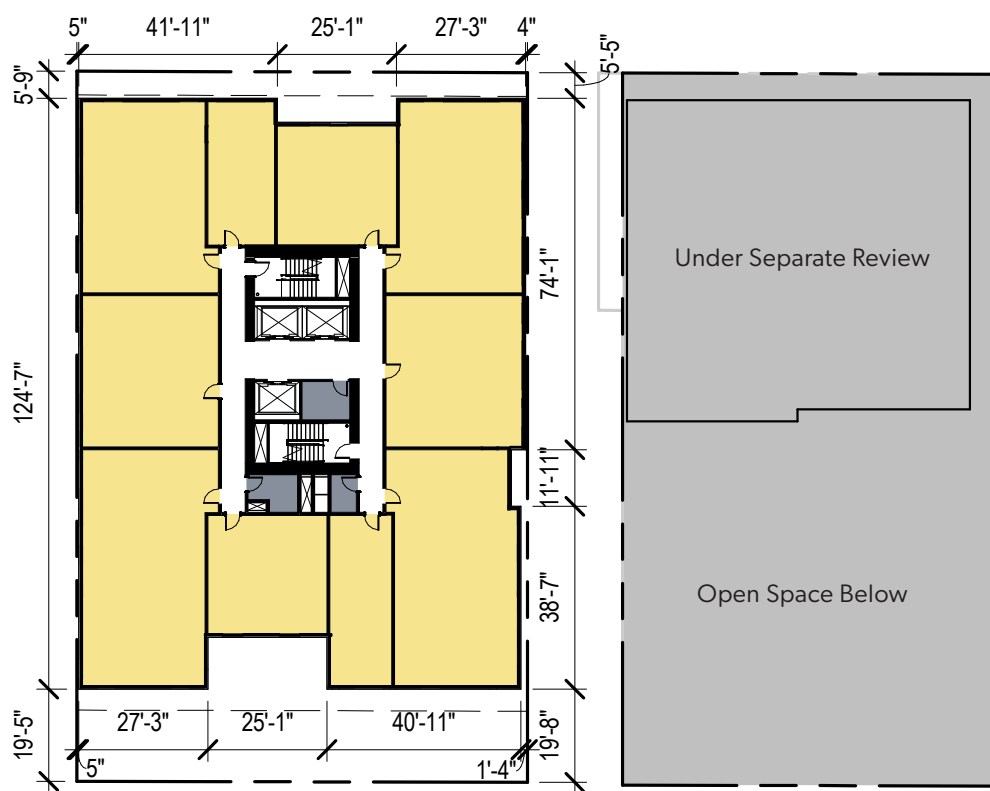 5" 41'-11" 25'-1" 27'-3" 4"
5'-5"
5'-9"
Under Separate Review
74'-1"
124'-7"
11'-11"
38'-7"
Open Space Below
27'-3" 25'-1" 40'-11"
19'-5"
19'-8"
5" 1'-4"